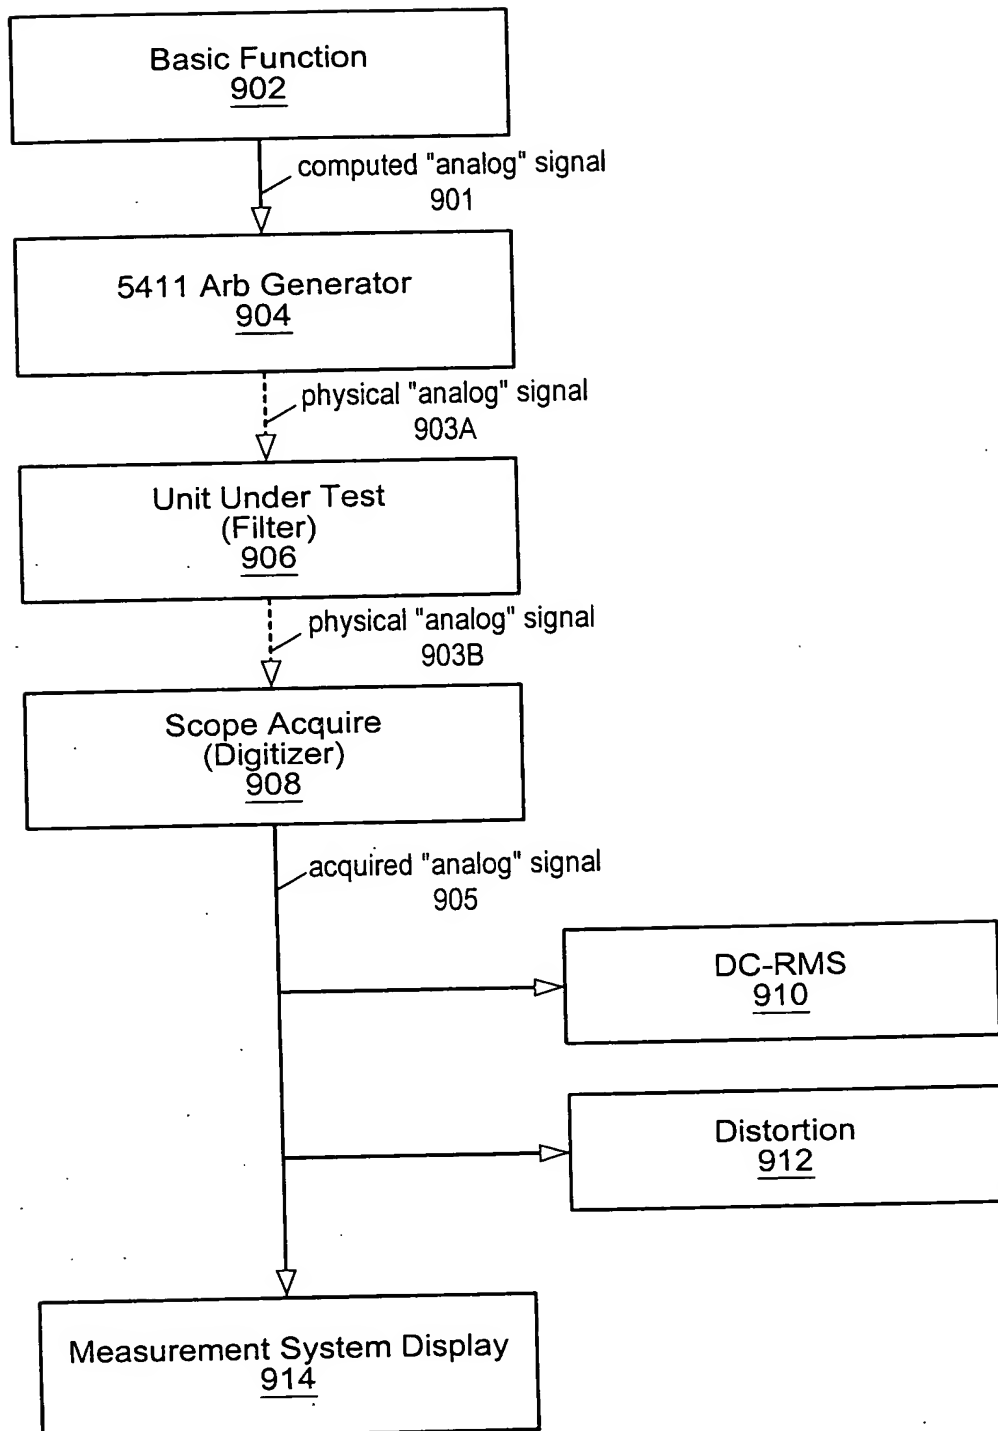 Basic Function
902
computed "analog" signal
901
5411 Arb Generator
904
physical "analog" signal
903A
Unit Under Test
(Filter)
906
physical "analog" signal
903B
Scope Acquire
(Digitizer)
908
acquired "analog" signal
905
DC-RMS
910
Distortion
912
Measurement System Display
914